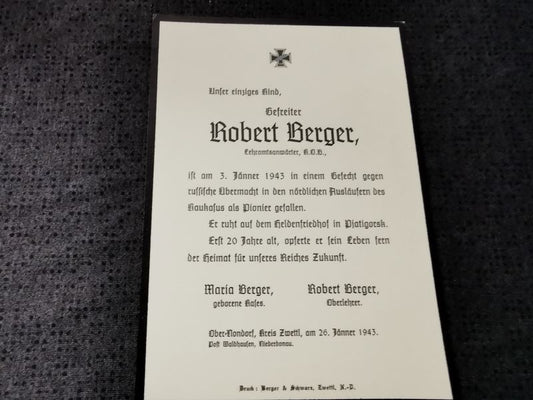 Unser einziges Kind,
Gefreiter
Robert Berger,
Lehramtsanwärter, K.O.B.,
ist am 3. Jänner 1943 in einem Gefecht gegen
russische Übermacht in den nördlichen Ausläufern des
Kaukasus als Pionier gefallen.
Er ruht auf dem Heldenfriedhof in Pjatigorsk.
Erst 20 Jahre alt, opferte er sein Leben fern
der Heimat für unseres Reiches Zukunft.
Maria Berger, Robert Berger,
geborene Kases. Oberlehrer.
Ober-Nondorf, Kreis Zwettl, am 26. Jänner 1943.
Post Waldhausen, Niederdonau.
Druck: Berger & Schwarz, Zwettl, N.-D.